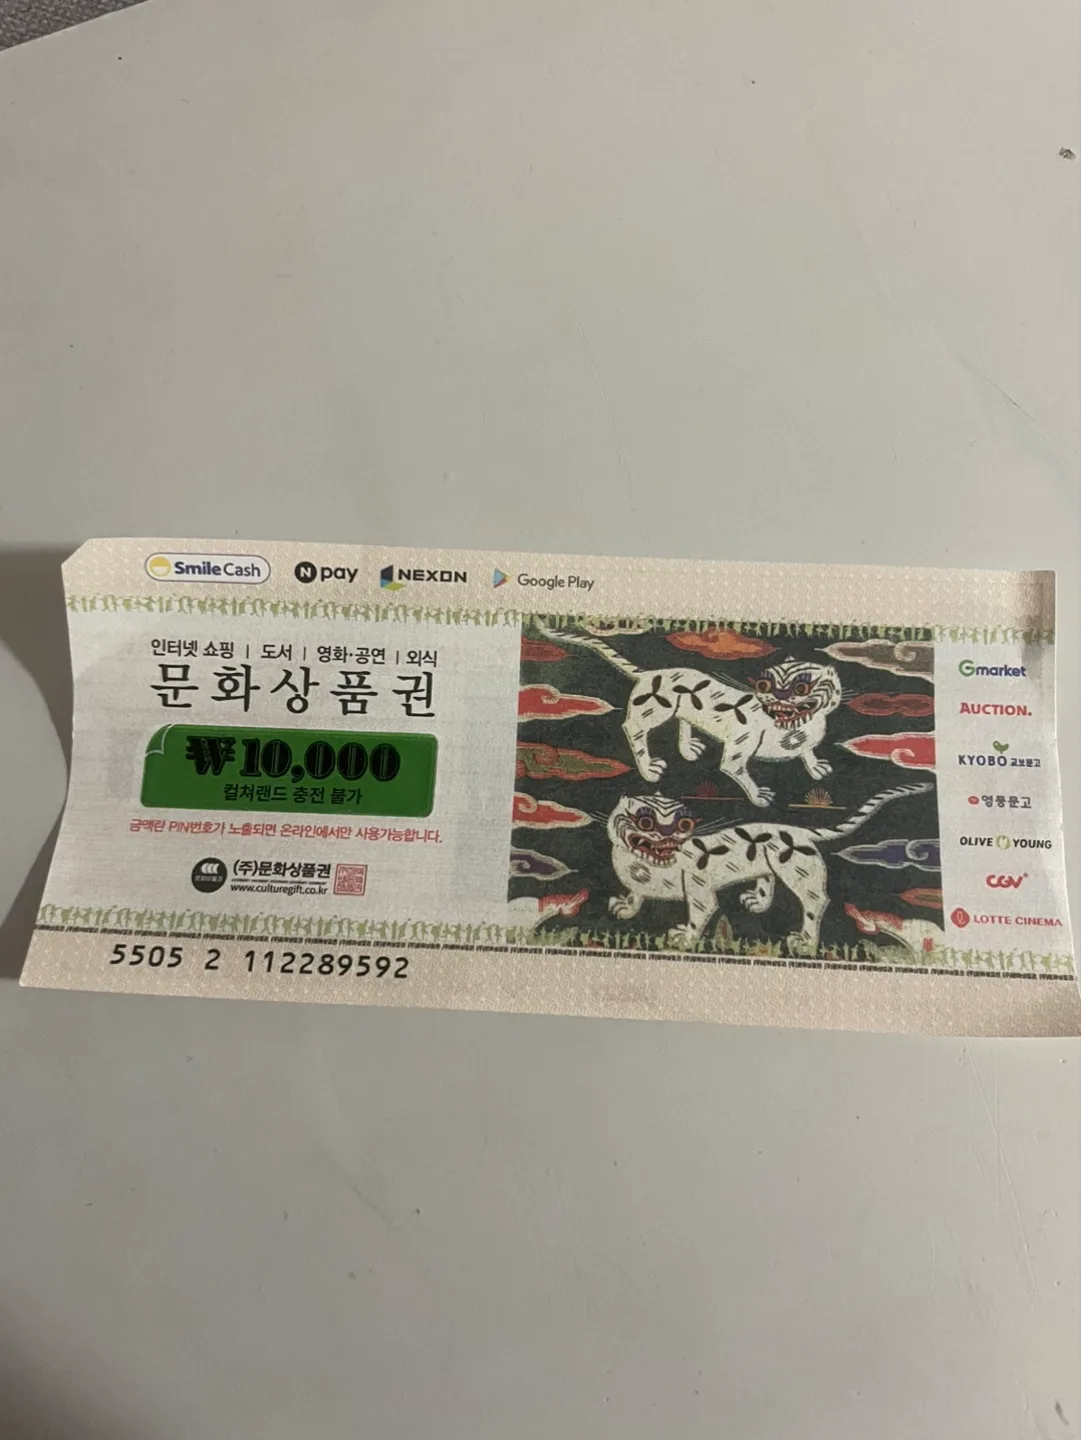 SmileCash N pay NEXON Google Play
인터넷 쇼핑 | 도서 | 영화·공연 | 외식
문화상품권
₩10,000
컬쳐랜드 충전 불가
금액란 PIN번호가 노출되면 온라인에서만 사용가능합니다.
(주)문화상품권
www.culturegift.co.kr
5505 2 112289592
Gmarket
AUCTION.
KYOBO 교보문고
영풍문고
OLIVE YOUNG
CGV
LOTTE CINEMA